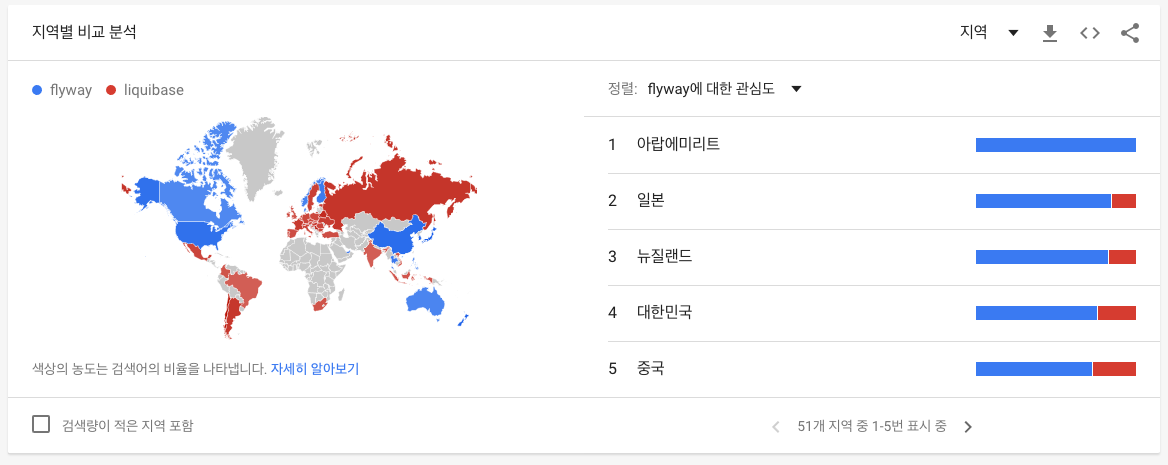 지역별 비교 분석
지역
flyway
liquibase
정렬: flyway에 대한 관심도
1 아랍에미리트
2 일본
3 뉴질랜드
4 대한민국
5 중국
색상의 농도는 검색어의 비율을 나타냅니다. 자세히 알아보기
검색량이 적은 지역 포함
51개 지역 중 1-5번 표시 중